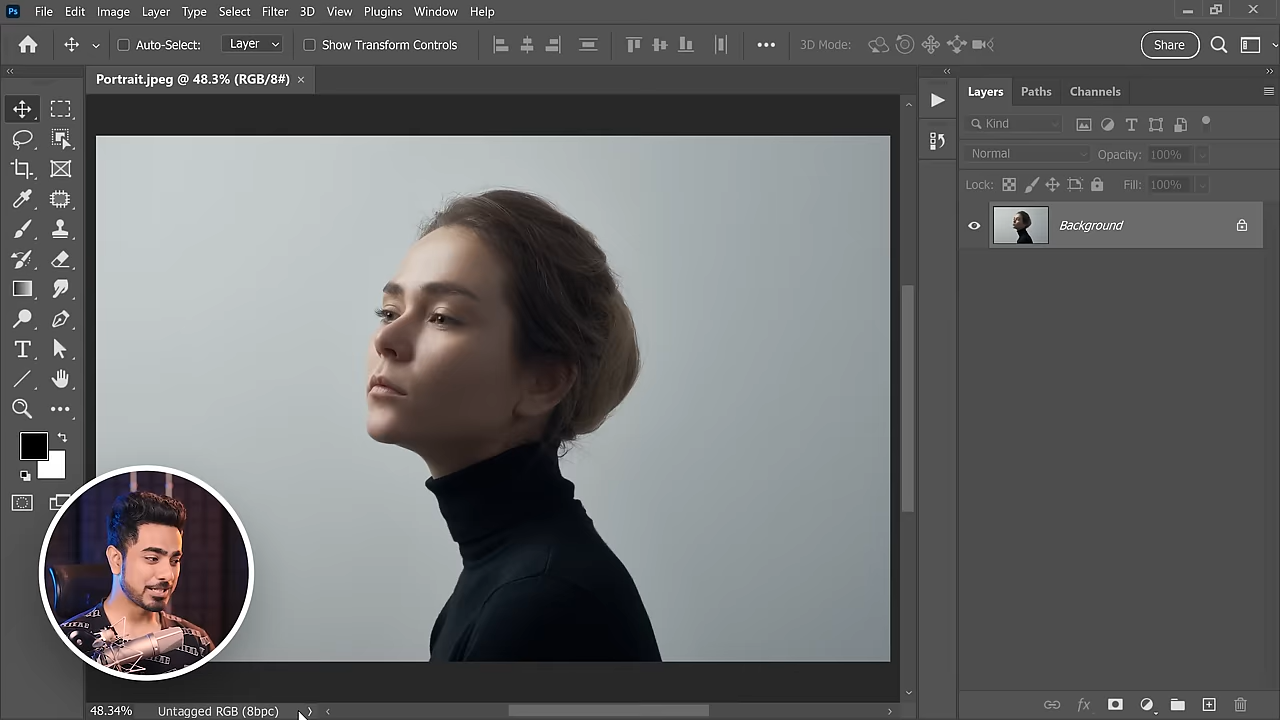 Ps File Edit Image Layer Type Select Filter 3D View Plugins Window Help
Auto-Select: Layer Show Transform Controls 3D Mode: Share
Portrait.jpeg @ 48.3% (RGB/8#) ×
Layers Paths Channels
Kind
Normal Opacity: 100%
Lock: Fill: 100%
Background
48.34% Untagged RGB (8bpc)